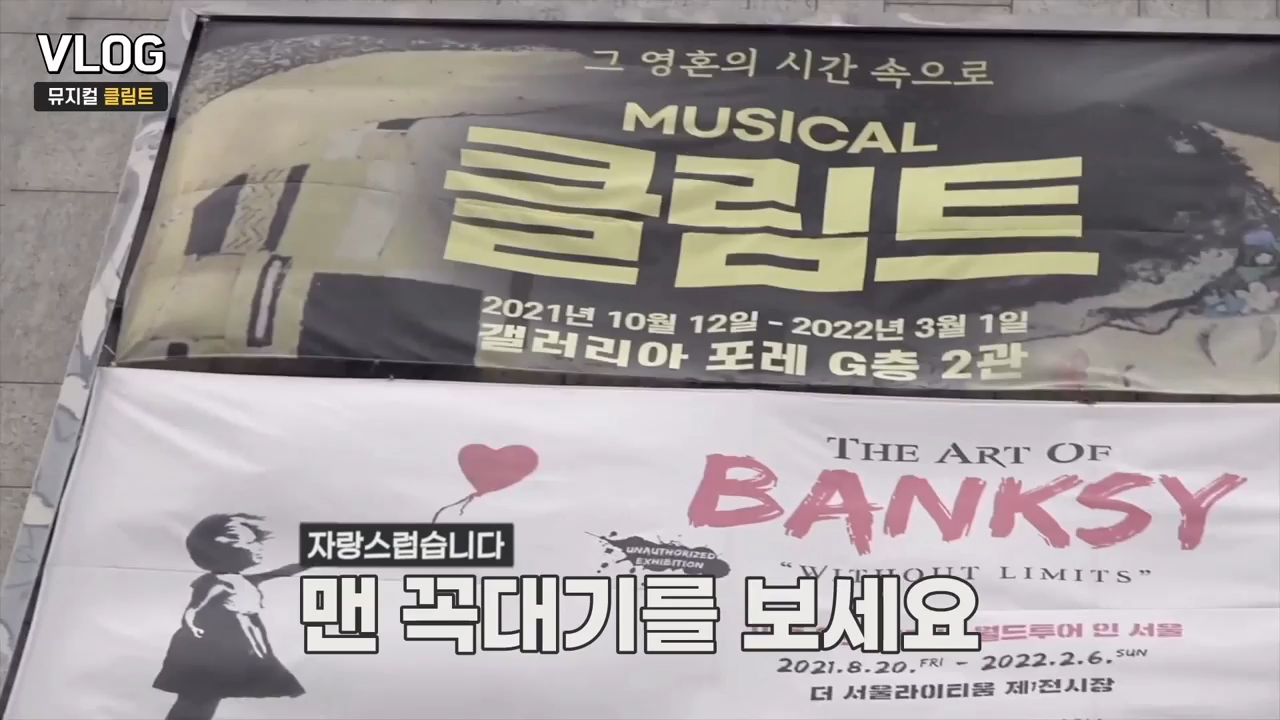 VLOG
뮤지컬 클림트
그 영혼의 시간 속으로
MUSICAL
클림트
2021년 10월 12일 - 2022년 3월 1일
갤러리아 포레 G층 2관
THE ART OF
BANKSY
UNAUTHORIZED
EXHIBITION
"WITHOUT LIMITS"
자랑스럽습니다
맨 꼭대기를 보세요
월드투어 인 서울
2021.8.20.FRI - 2022.2.6.SUN
더 서울라이티움 제1전시장